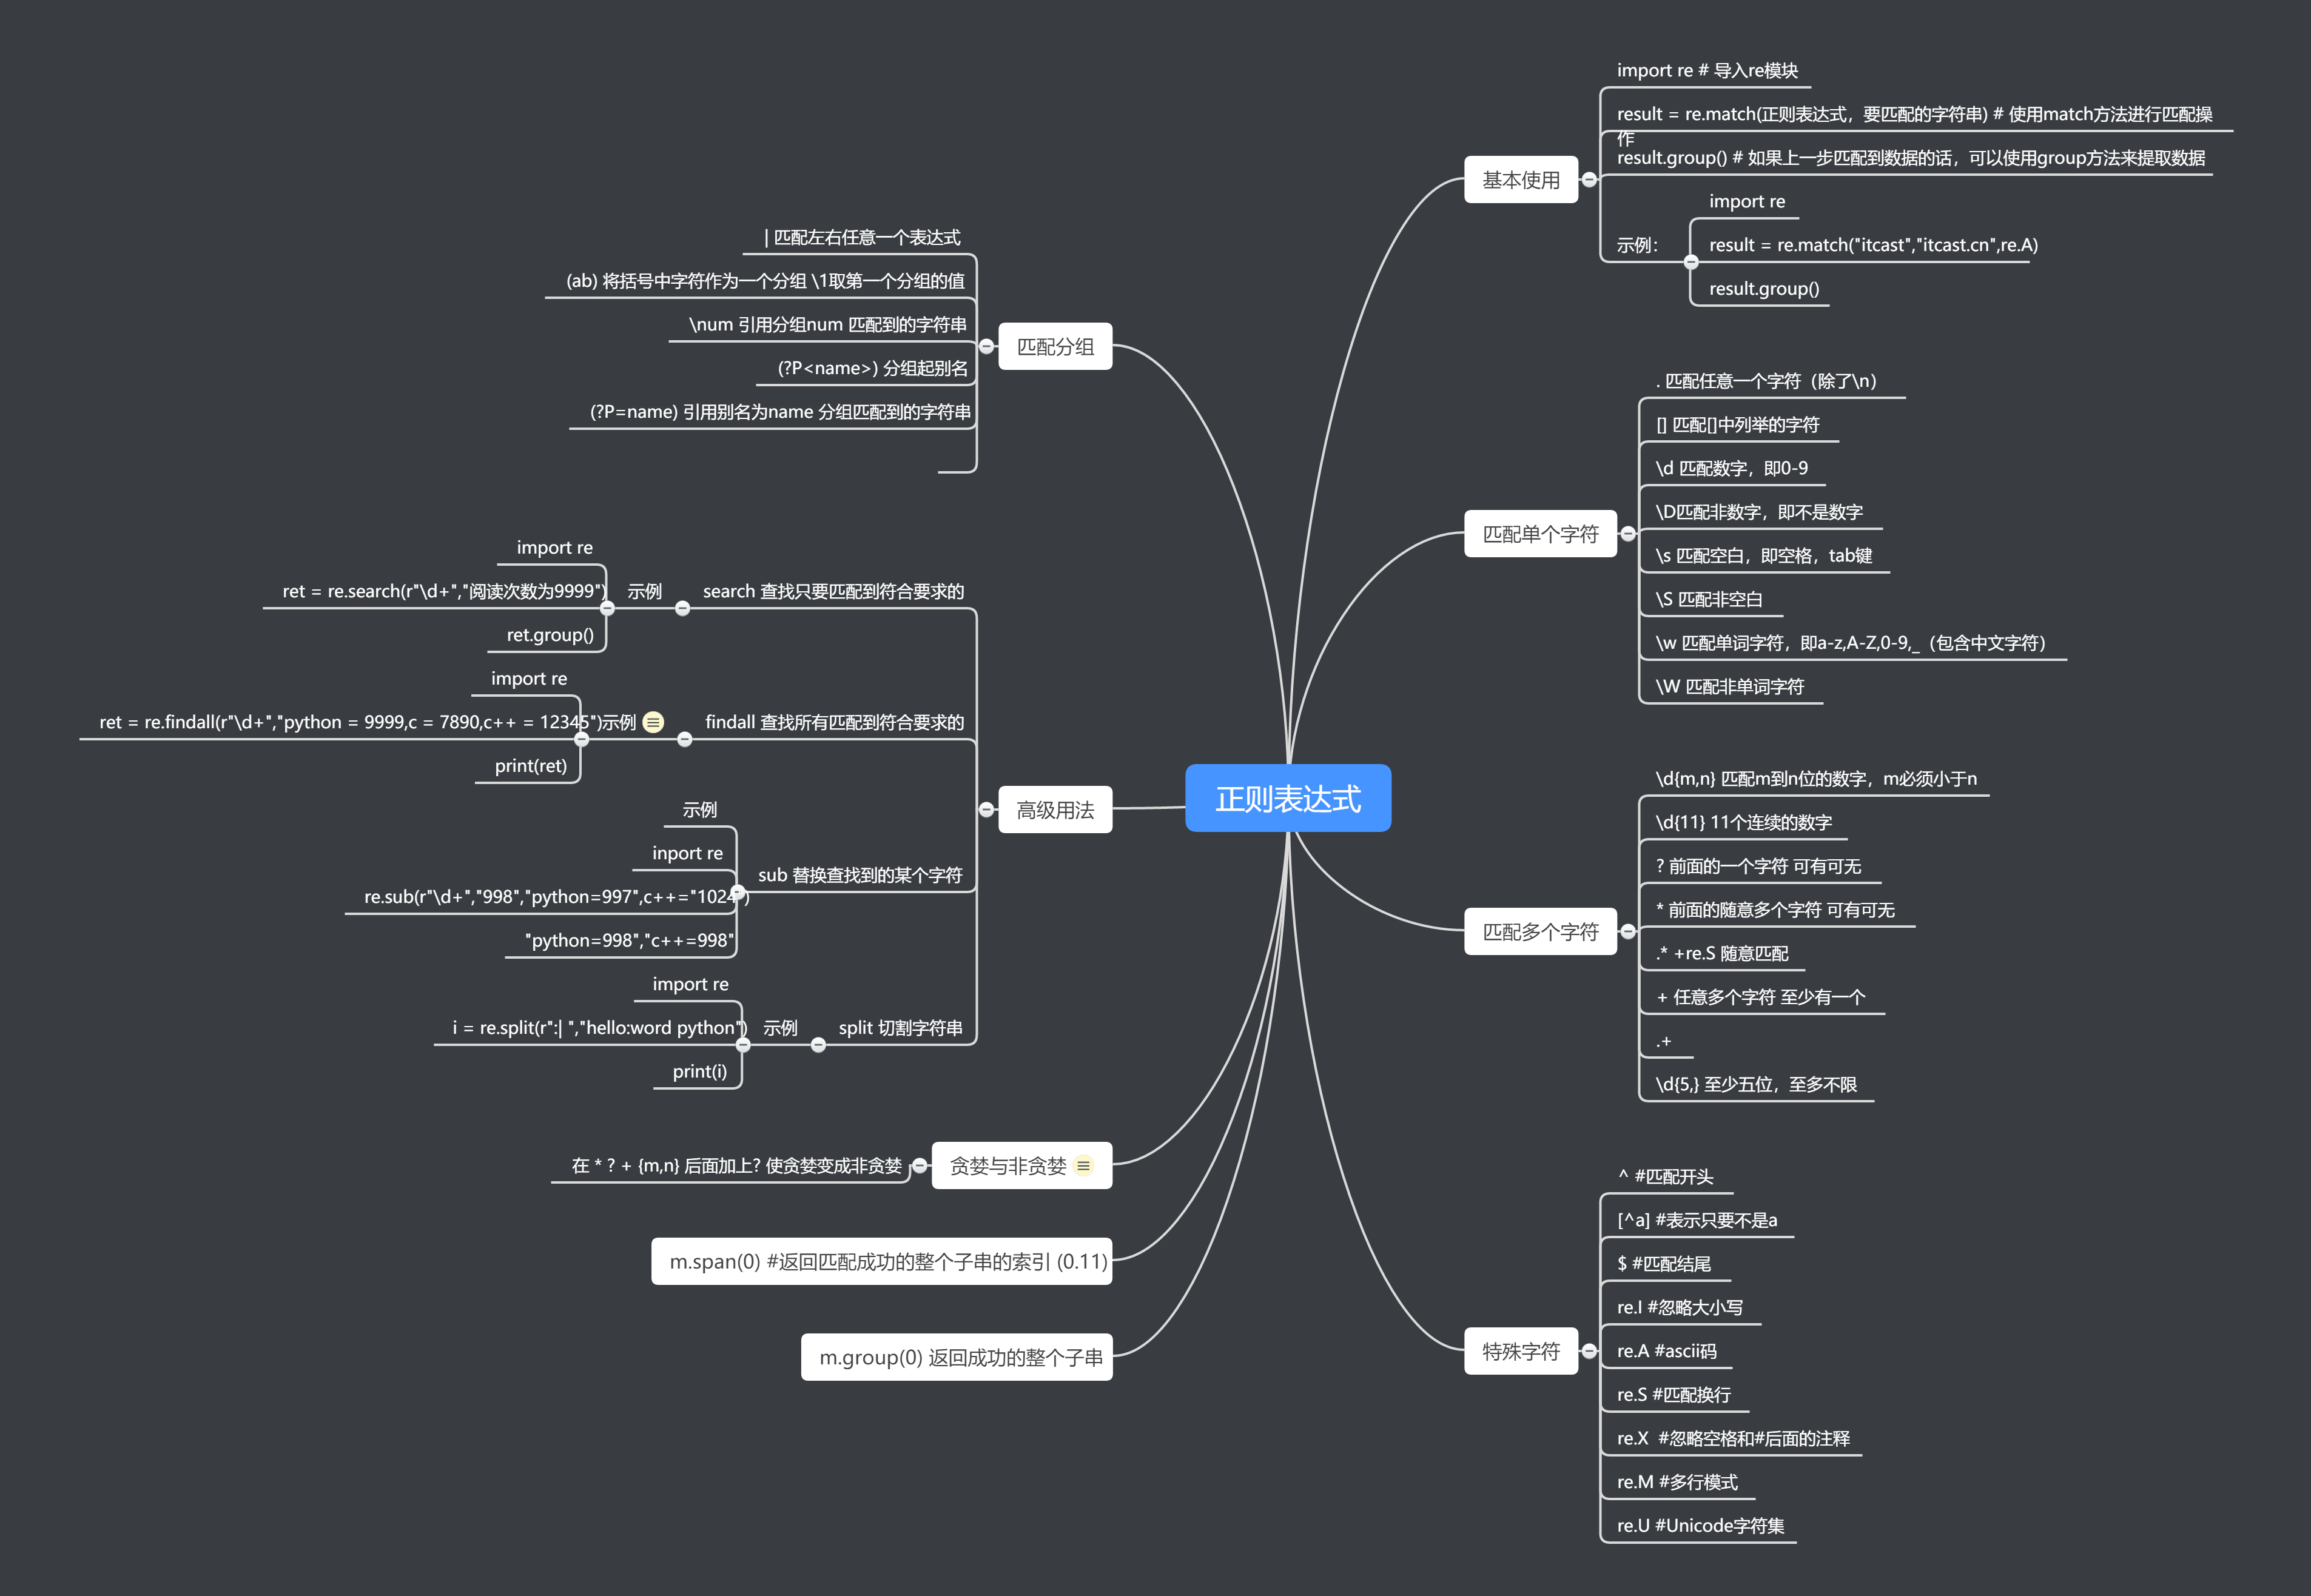 正则表达式
基本使用
import re # 导入re模块
result = re.match(正则表达式，要匹配的字符串) # 使用match方法进行匹配操
作
result.group() # 如果上一步匹配到数据的话，可以使用group方法来提取数据
示例：
import re
result = re.match("itcast","itcast.cn",re.A)
result.group()
匹配单个字符
. 匹配任意一个字符（除了\n）
[] 匹配[]中列举的字符
\d 匹配数字，即0-9
\D匹配非数字，即不是数字
\s 匹配空白，即空格，tab键
\S 匹配非空白
\w 匹配单词字符，即a-z,A-Z,0-9,_（包含中文字符）
\W 匹配非单词字符
匹配多个字符
\d{m,n} 匹配m到n位的数字，m必须小于n
\d{11} 11个连续的数字
? 前面的一个字符 可有可无
* 前面的随意多个字符 可有可无
.* +re.S 随意匹配
+ 任意多个字符 至少有一个
.+
\d{5,} 至少五位，至多不限
特殊字符
^ #匹配开头
[^a] #表示只要不是a
$ #匹配结尾
re.I #忽略大小写
re.A #ascii码
re.S #匹配换行
re.X  #忽略空格和#后面的注释
re.M #多行模式
re.U #Unicode字符集
匹配分组
| 匹配左右任意一个表达式
(ab) 将括号中字符作为一个分组 \1取第一个分组的值
\num 引用分组num 匹配到的字符串
(?P<name>) 分组起别名
(?P=name) 引用别名为name 分组匹配到的字符串
高级用法
search 查找只要匹配到符合要求的
示例
import re
ret = re.search(r"\d+","阅读次数为9999")
ret.group()
findall 查找所有匹配到符合要求的
示例
import re
ret = re.findall(r"\d+","python = 9999,c = 7890,c++ = 12345")
print(ret)
sub 替换查找到的某个字符
示例
inport re
re.sub(r"\d+","998","python=997",c++="1024")
"python=998","c++=998"
split 切割字符串
示例
import re
i = re.split(r":| ","hello:word python")
print(i)
贪婪与非贪婪
在 * ? + {m,n} 后面加上? 使贪婪变成非贪婪
m.span(0) #返回匹配成功的整个子串的索引 (0.11)
m.group(0) 返回成功的整个子串